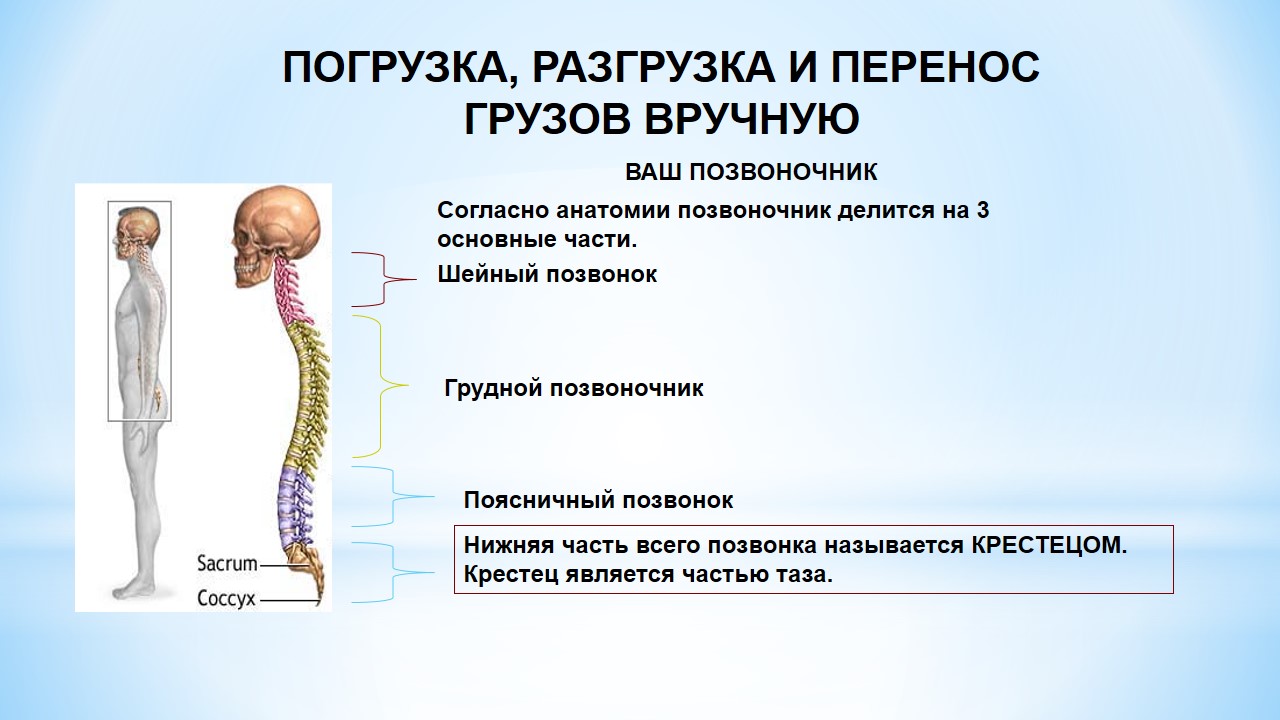 ПОГРУЗКА, РАЗГРУЗКА И ПЕРЕНОС
ГРУЗОВ ВРУЧНУЮ
ВАШ ПОЗВОНОЧНИК
Согласно анатомии позвоночник делится на 3
основные части.
Шейный позвонок
Грудной позвоночник
Поясничный позвонок
Нижняя часть всего позвонка называется КРЕСТЕЦОМ.
Крестец является частью таза.
Sacrum
Coccyx